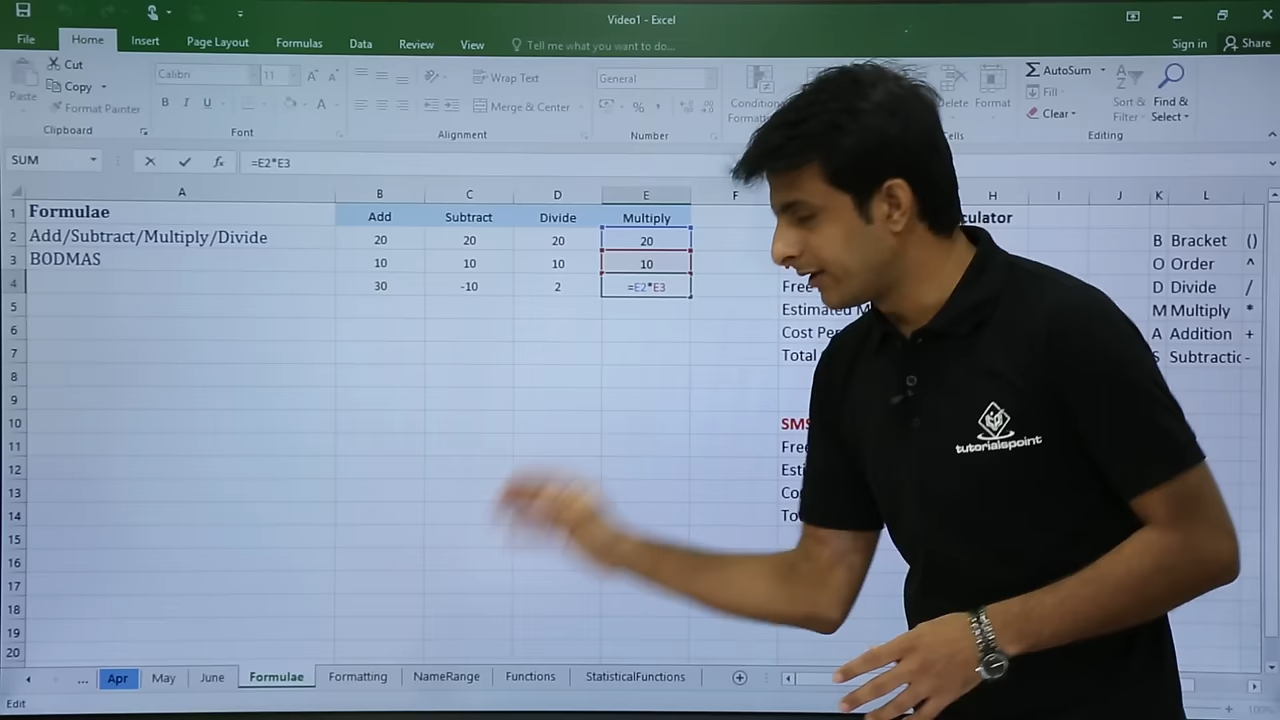 Video1 - Excel
File Home Insert Page Layout Formulas Data Review View Tell me what you want to do... Sign in Share
Paste Cut Copy Format Painter Clipboard
Calibri 11 B I U A Font
Wrap Text Merge & Center Alignment
General % Number
Delete Format
AutoSum Fill Clear Sort & Filter Find & Select Editing
SUM fx =E2*E3
A B C D E F H I J K L
1 Formulae Add Subtract Divide Multiply
2 Add/Subtract/Multiply/Divide 20 20 20 20 B Bracket ()
3 BODMAS 10 10 10 10 O Order ^
4 30 -10 2 =E2*E3 D Divide /
5 Estimated M Multiply *
6 Cost A Addition +
7 Total S -
8
9
10 SMS
11
12
13
14
15
16
17
18
19
20
tutorialspoint
... Apr May June Formulae Formatting NameRange Functions StatisticalFunctions
Edit 100%